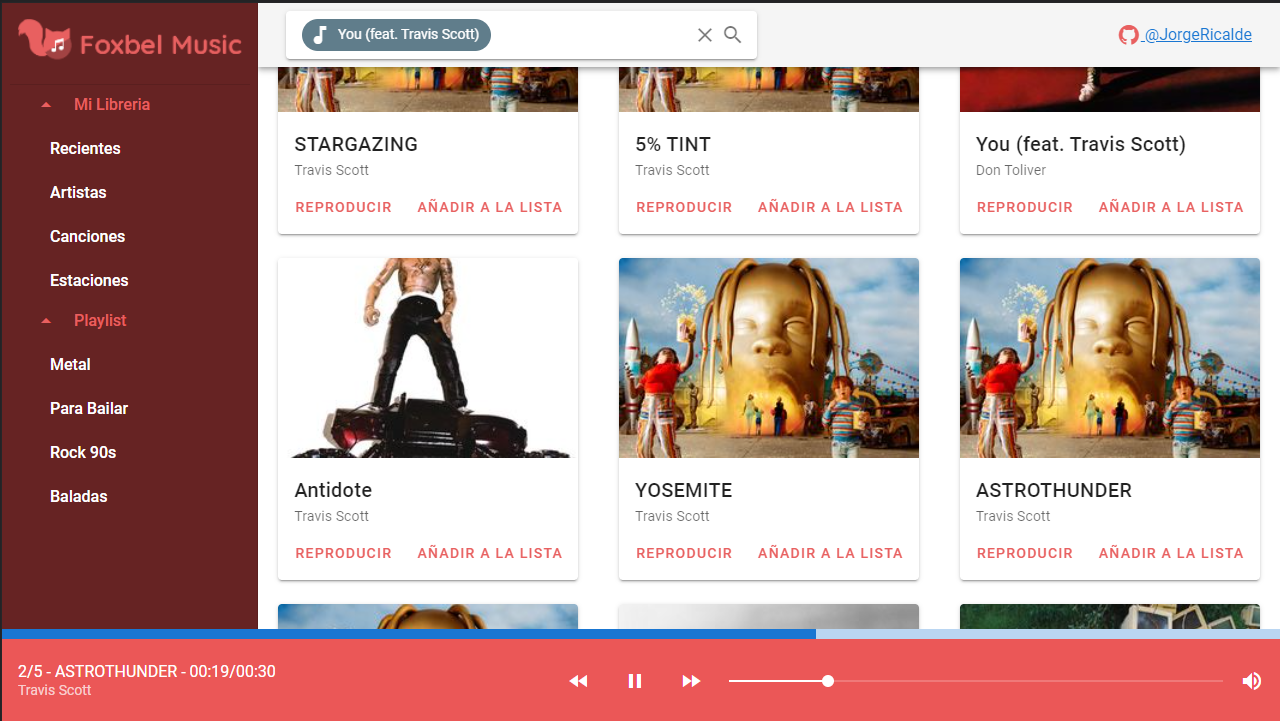 Foxbel Music
You (feat. Travis Scott)
@JorgeRicalde
Mi Libreria
Recientes
Artistas
Canciones
Estaciones
Playlist
Metal
Para Bailar
Rock 90s
Baladas
STARGAZING
Travis Scott
REPRODUCIR AÑADIR A LA LISTA
5% TINT
Travis Scott
REPRODUCIR AÑADIR A LA LISTA
You (feat. Travis Scott)
Don Toliver
REPRODUCIR AÑADIR A LA LISTA
Antidote
Travis Scott
REPRODUCIR AÑADIR A LA LISTA
YOSEMITE
Travis Scott
REPRODUCIR AÑADIR A LA LISTA
ASTROTHUNDER
Travis Scott
REPRODUCIR AÑADIR A LA LISTA
2/5 - ASTROTHUNDER - 00:19/00:30
Travis Scott